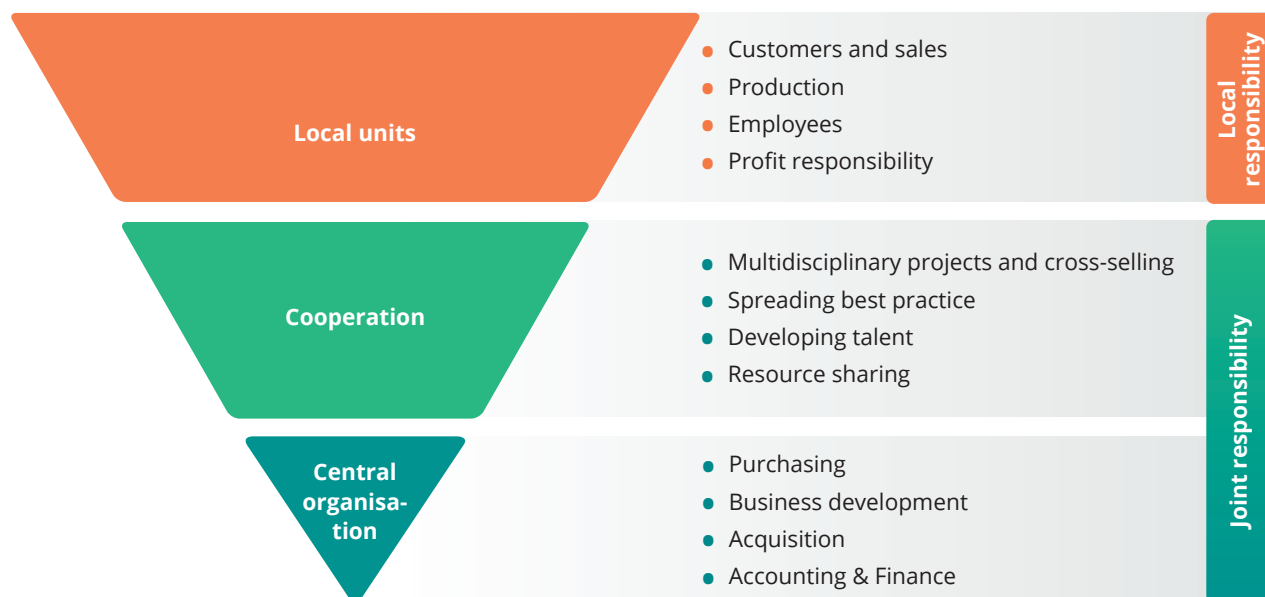 Local units
Customers and sales
Production
Employees
Profit responsibility
Local
responsibility
Cooperation
Multidisciplinary projects and cross-selling
Spreading best practice
Developing talent
Resource sharing
Central
organisa-
tion
Purchasing
Business development
Acquisition
Accounting & Finance
Joint responsibility